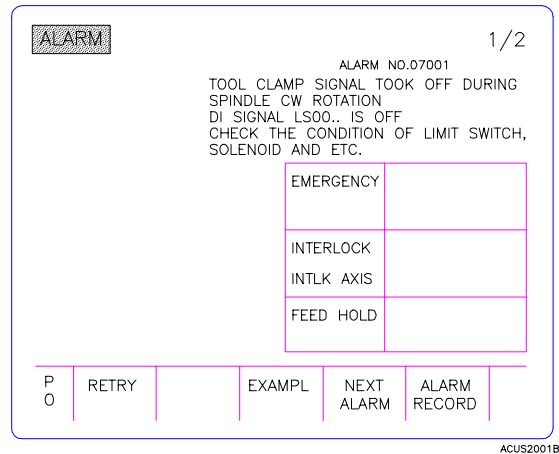 ALARM
1/2
ALARM NO.07001
TOOL CLAMP SIGNAL TOOK OFF DURING
SPINDLE CW ROTATION
DI SIGNAL LS00.. IS OFF
CHECK THE CONDITION OF LIMIT SWITCH,
SOLENOID AND ETC.
EMERGENCY
INTERLOCK
INTLK AXIS
FEED HOLD
P
O
RETRY
EXAMPL
NEXT
ALARM
ALARM
RECORD
ACUS2001B